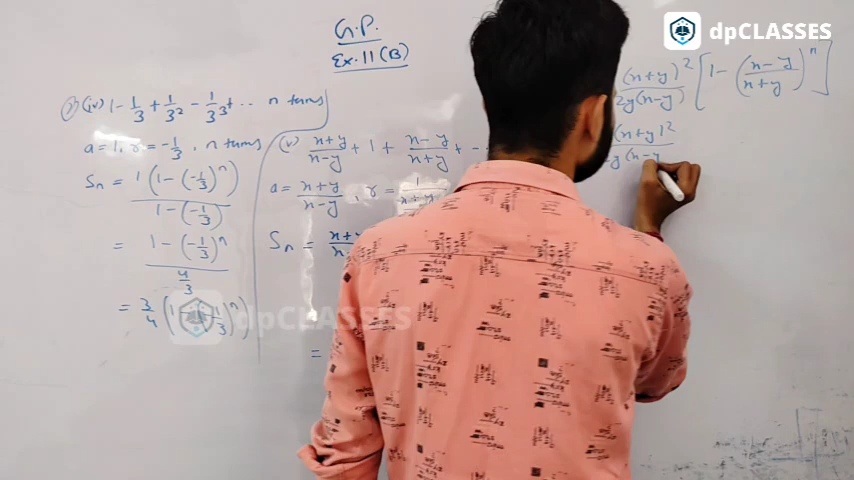 dpCLASSES
G.P.
Ex. 11 (B)
(iv) 1 - 1/3 + 1/3² - 1/3³ + ... n terms
a = 1, r = -1/3, n terms
Sn = 1(1 - (-1/3)^n) / 1 - (-1/3)
= 1 - (-1/3)^n / 4/3
= 3/4 (1 - (-1/3)^n)
(v) x+y/x-y + 1 + x-y/x+y + -
a = x+y/x-y, r = 1/x+y
Sn = x+y/x-
=
(x+y)²/2y(x-y) [1 - (x-y/x+y)^n]
(x+y)²/y(x-y
dpCLASSES